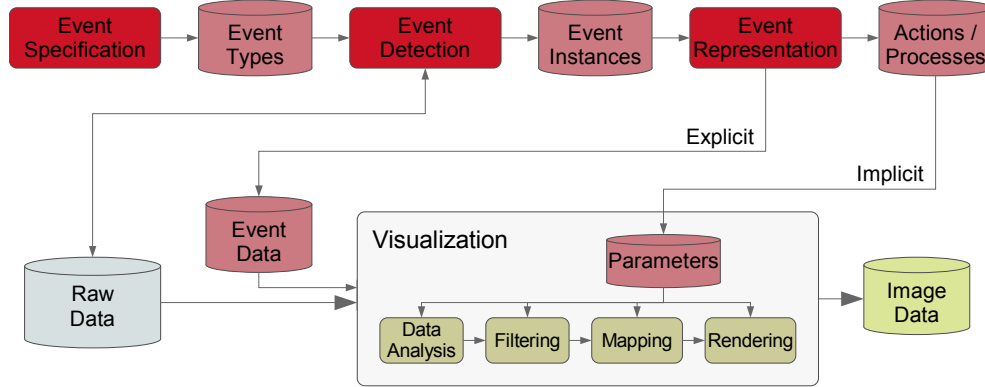 Event
Specification
Event
Types
Event
Detection
Event
Instances
Event
Representation
Actions /
Processes
Explicit
Implicit
Event
Data
Visualization
Parameters
Raw
Data
Image
Data
Data
Analysis
Filtering
Mapping
Rendering